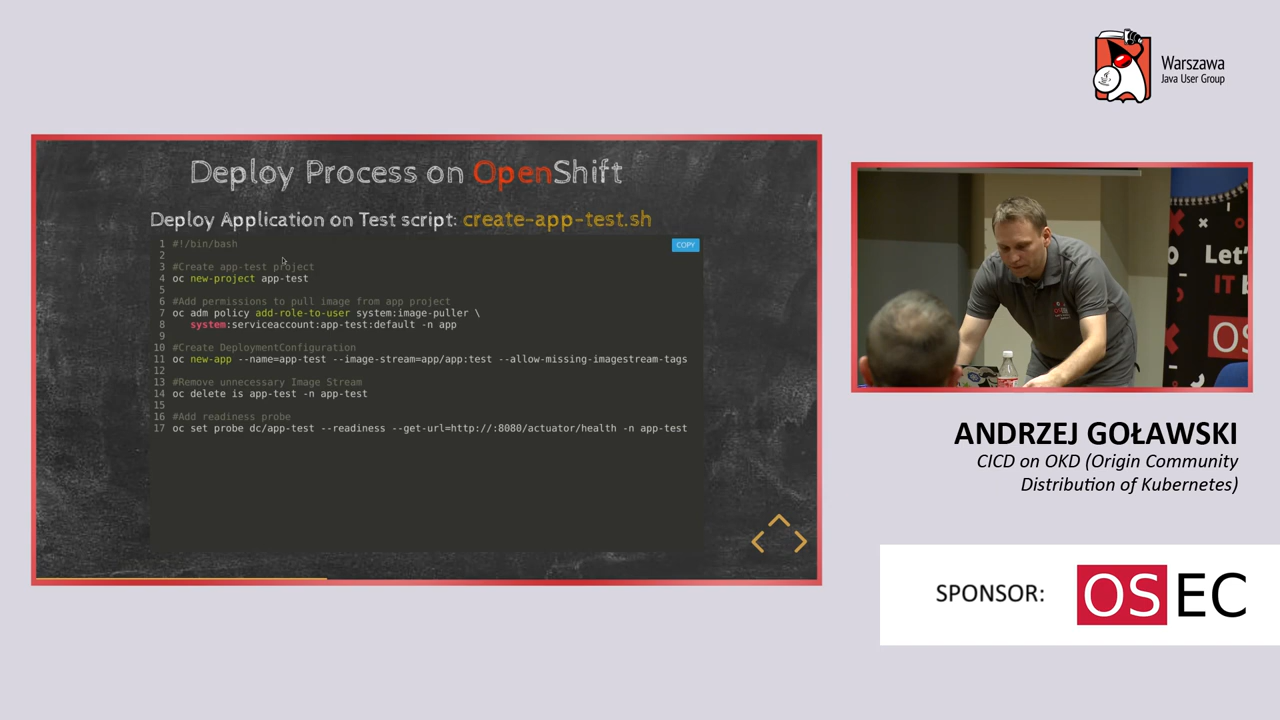 Warszawa
Java User Group
Deploy Process on OpenShift
Deploy Application on Test script: create-app-test.sh
COPY
1 #!/bin/bash
2
3 #Create app-test project
4 oc new-project app-test
5
6 #Add permissions to pull image from app project
7 oc adm policy add-role-to-user system:image-puller \
8 system:serviceaccount:app-test:default -n app
9
10 #Create DeploymentConfiguration
11 oc new-app --name=app-test --image-stream=app/app:test --allow-missing-imagestream-tags
12
13 #Remove unnecessary Image Stream
14 oc delete is app-test -n app-test
15
16 #Add readiness probe
17 oc set probe dc/app-test --readiness --get-url=http://:8080/actuator/health -n app-test
Let'
IT
OS
ANDRZEJ GOŁAWSKI
CICD on OKD (Origin Community
Distribution of Kubernetes)
SPONSOR:
OSEC